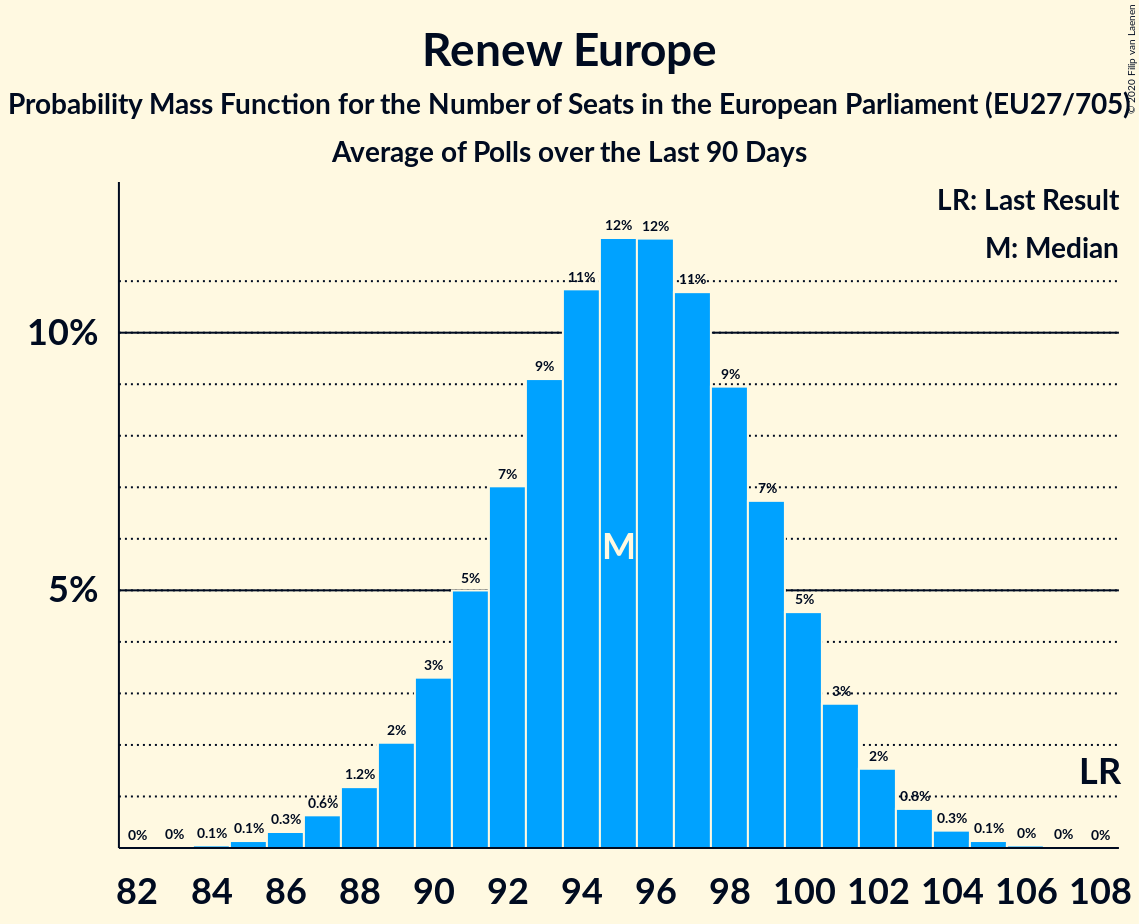 Renew Europe
Probability Mass Function for the Number of Seats in the European Parliament (EU27/705)
Average of Polls over the Last 90 Days
© 2020 Filip van Laenen
LR: Last Result
M: Median
10%
5%
0% 0% 0.1% 0.1% 0.3% 0.6% 1.2% 2% 3% 5% 7% 9% 11% 12% 12% 11% 9% 7% 5% 3% 2% 0.8% 0.3% 0.1% 0% 0% 0%
M
LR
82 84 86 88 90 92 94 96 98 100 102 104 106 108